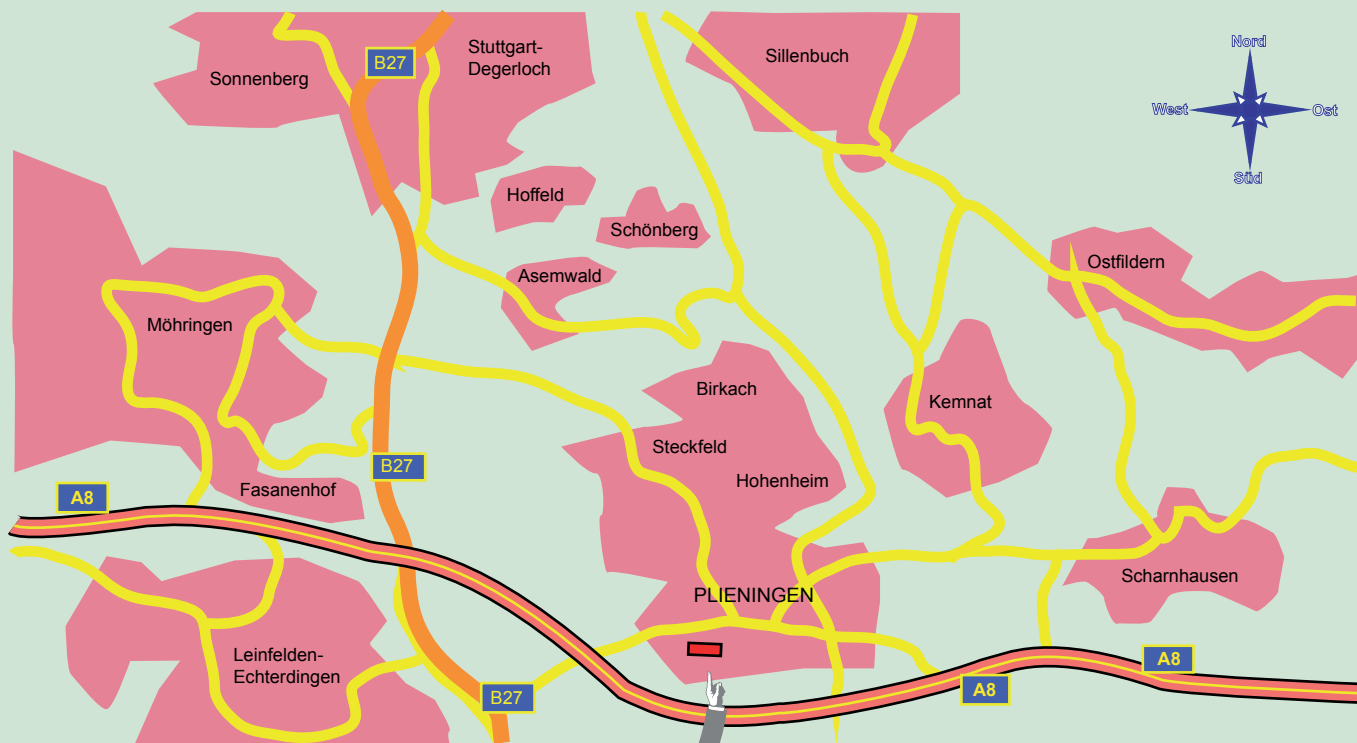 Nord
B27
Stuttgart-
Degerloch
Sillenbuch
Sonnenberg
West
Ost
Süd
Hoffeld
Schönberg
Asemwald
Ostfildern
Möhringen
Birkach
Kemnat
Steckfeld
B27
Hohenheim
Fasanenhof
A8
Scharnhausen
PLIENINGEN
Leinfelden-
Echterdingen
A8
A8
B27